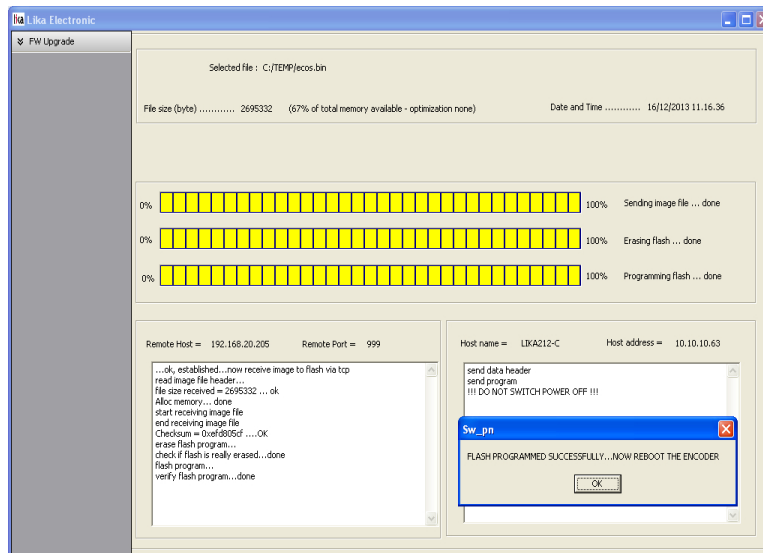 lika Lika Electronic
FW Upgrade
Selected file : C:/TEMP/ecos.bin
File size (byte) ............ 2695332 (67% of total memory available - optimization none)
Date and Time ............ 16/12/2013 11.16.36
0% 100% Sending image file ... done
0% 100% Erasing flash ... done
0% 100% Programming flash ... done
Remote Host = 192.168.20.205 Remote Port = 999
...ok, established...now receive image to flash via tcp
read image file header...
file size received = 2695332 ... ok
Alloc memory... done
start receiving image file
end receiving image file
Checksum = 0xefd805cf ....OK
erase flash program...
check if flash is really erased...done
flash program...
verify flash program...done
Host name = LIKA212-C Host address = 10.10.10.63
send data header
send program
!!! DO NOT SWITCH POWER OFF !!!
Sw_pn
FLASH PROGRAMMED SUCCESSFULLY...NOW REBOOT THE ENCODER
OK